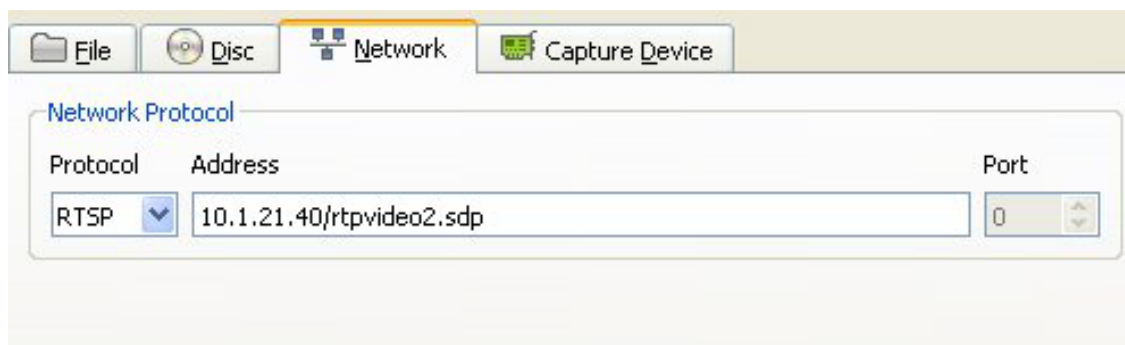 File Disc Network Capture Device
Network Protocol
Protocol Address Port
RTSP 10.1.21.40/rtpvideo2.sdp 0